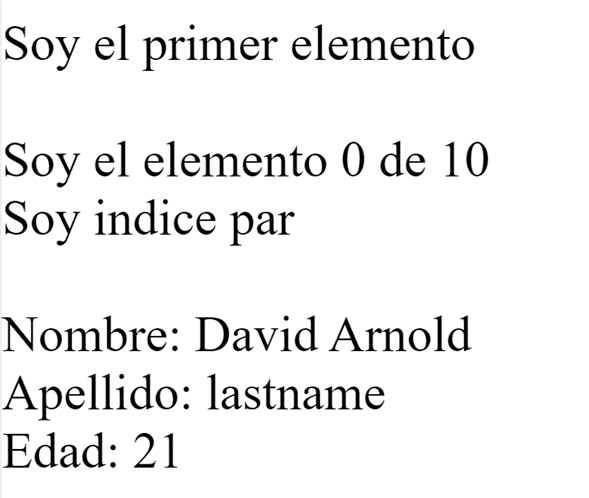 Soy el primer elemento
Soy el elemento 0 de 10
Soy indice par
Nombre: David Arnold
Apellido: lastname
Edad: 21